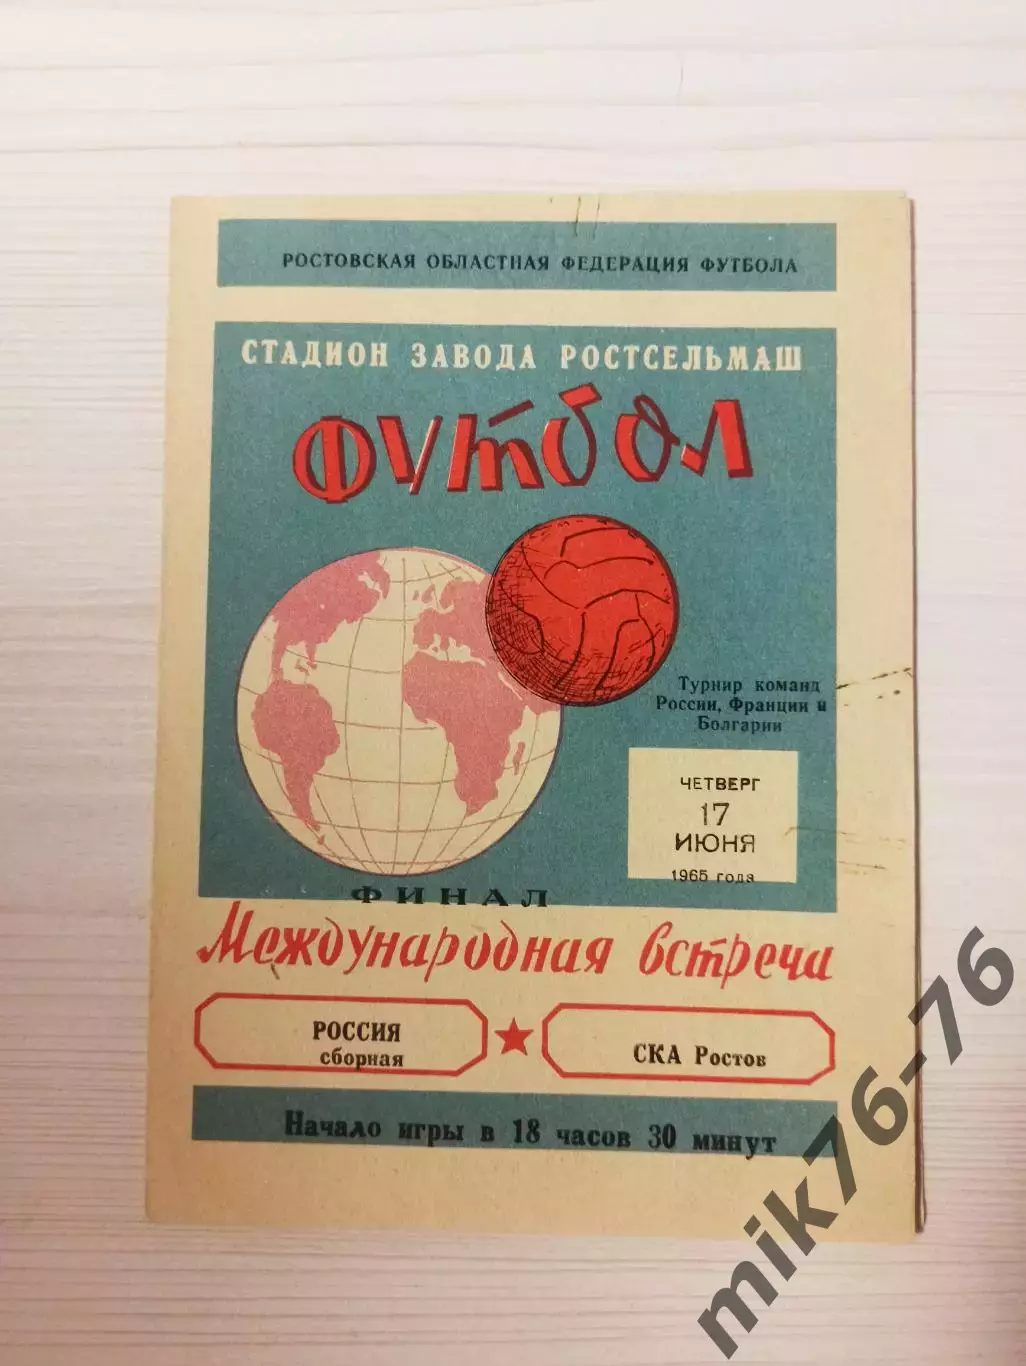 РОСТОВСКАЯ ОБЛАСТНАЯ ФЕДЕРАЦИЯ ФУТБОЛА
СТАДИОН ЗАВОДА РОСТСЕЛЬМАШ
ФУТБОЛ
Турнир команд
России, Франции и
Болгарии
ЧЕТВЕРГ
17
ИЮНЯ
1965 года
ФИНАЛ
Международная встреча
РОССИЯ
сборная
СКА Ростов
Начало игры в 18 часов 30 минут
mik76-76